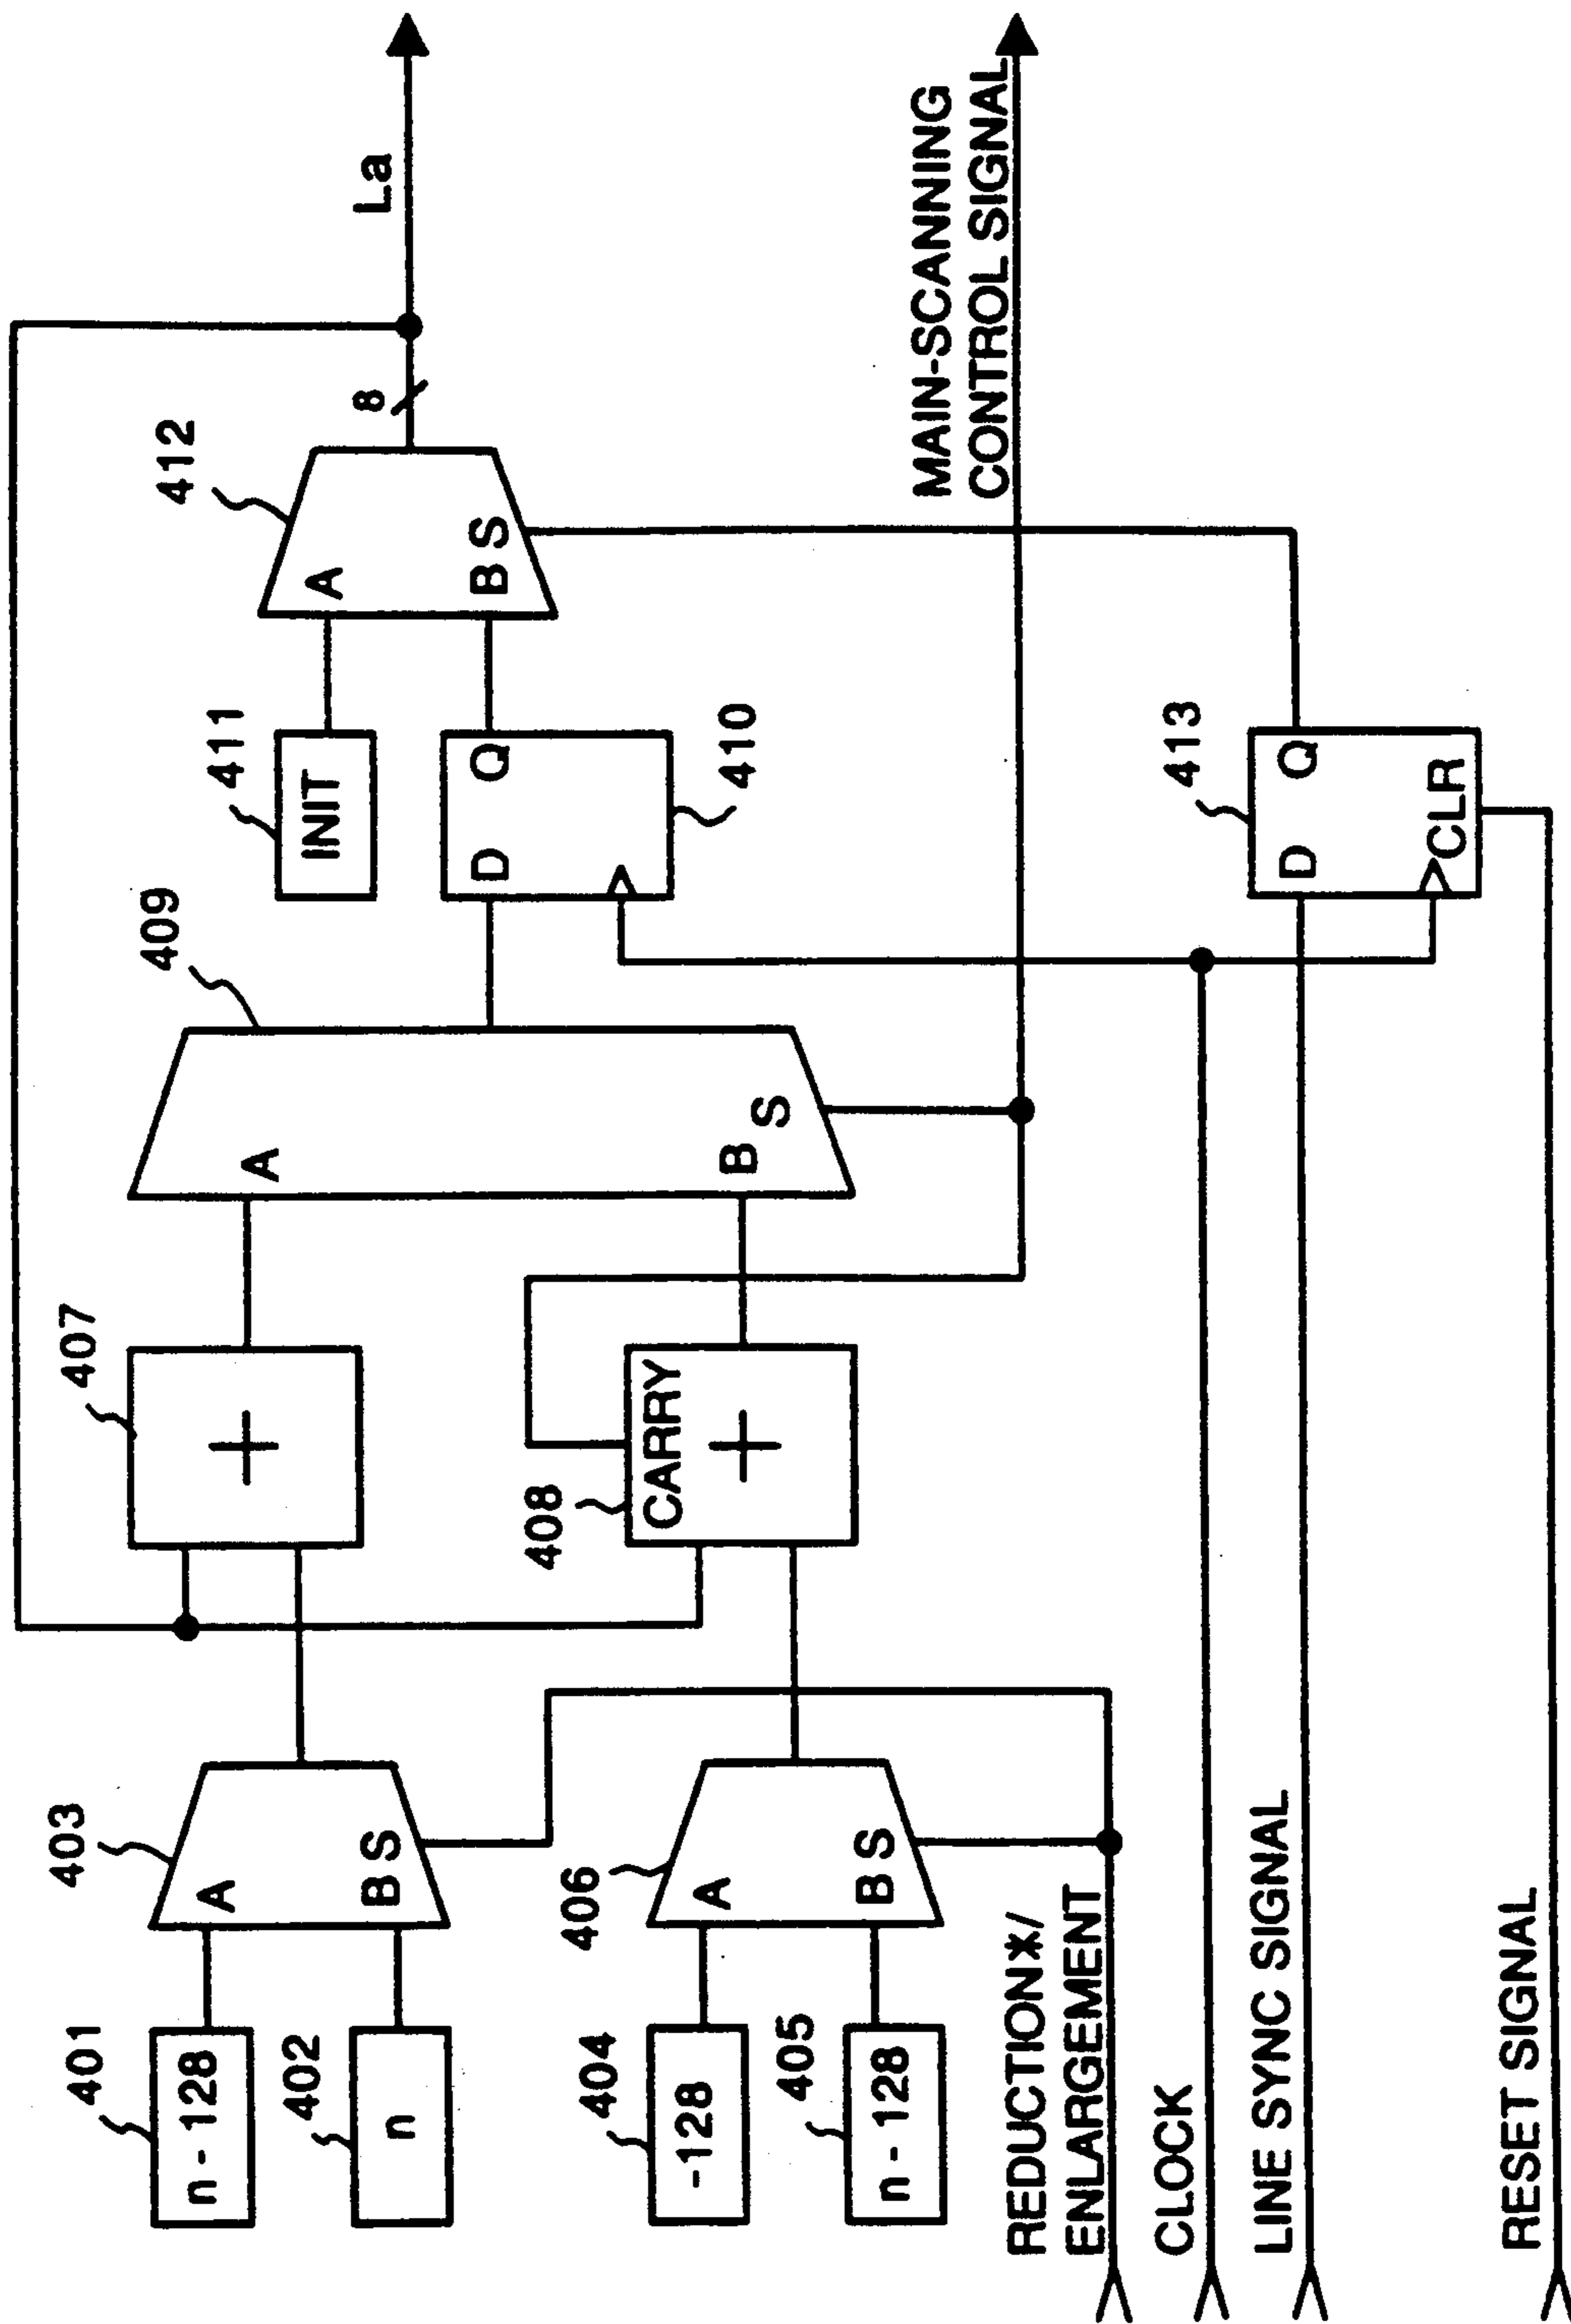 401
n - 128
402
n
403
A
B S
404
-128
405
n - 128
406
A
B S
407
+
408
CARRY
+
409
A
B S
411
INIT
D Q
410
412
A
B S
8
La
MAIN-SCANNING
CONTROL SIGNAL
413
D Q
CLR
REDUCTION*/
ENLARGEMENT
CLOCK
LINE SYNC SIGNAL
RESET SIGNAL